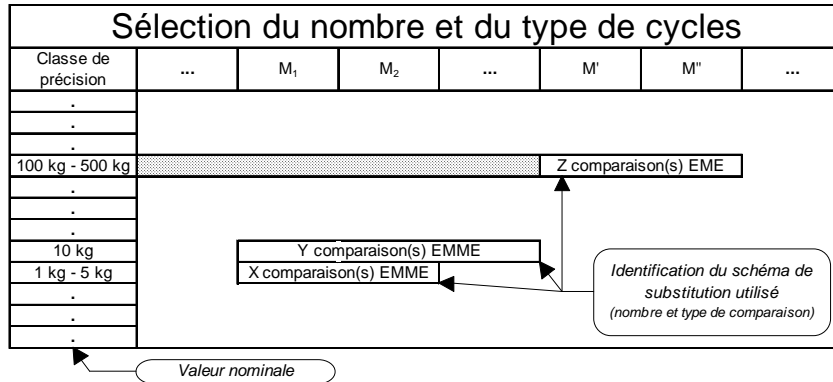 Sélection du nombre et du type de cycles
Classe de
précision
... M₁ M₂ ... M' M" ...
.
.
.
100 kg - 500 kg Z comparaison(s) EME
.
.
.
10 kg Y comparaison(s) EMME
1 kg - 5 kg X comparaison(s) EMME
.
.
.
Identification du schéma de
substitution utilisé
(nombre et type de comparaison)
Valeur nominale